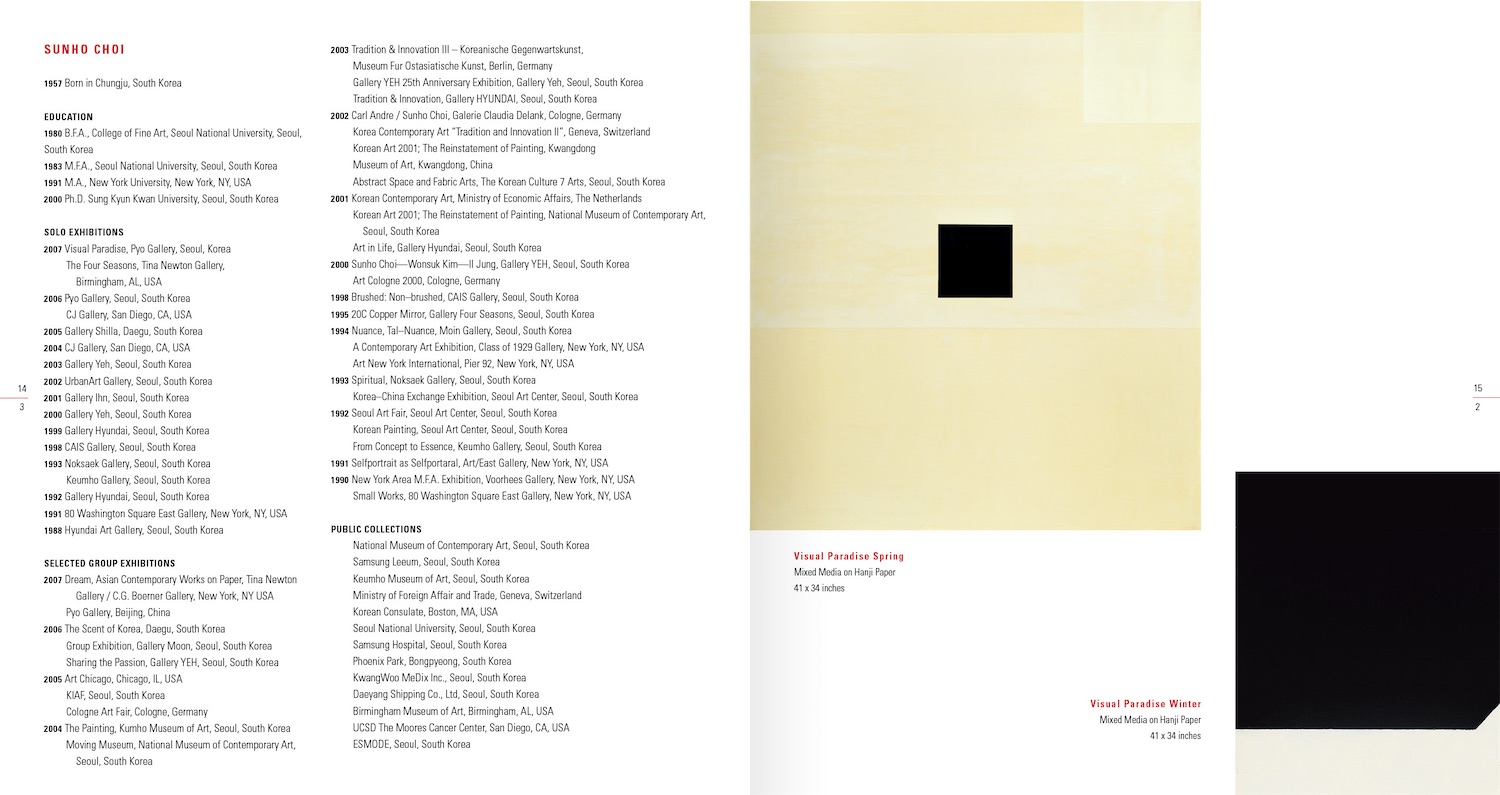 SUNHO CHOI
1957 Born in Chungju, South Korea
EDUCATION
1980 B.F.A., College of Fine Art, Seoul National University, Seoul,
South Korea
1983 M.F.A., Seoul National University, Seoul, South Korea
1991 M.A., New York University, New York, NY, USA
2000 Ph.D. Sung Kyun Kwan University, Seoul, South Korea
SOLO EXHIBITIONS
2007 Visual Paradise, Pyo Gallery, Seoul, Korea
The Four Seasons, Tina Newton Gallery,
Birmingham, AL, USA
2006 Pyo Gallery, Seoul, South Korea
CJ Gallery, San Diego, CA, USA
2005 Gallery Shilla, Daegu, South Korea
2004 CJ Gallery, San Diego, CA, USA
2003 Gallery Yeh, Seoul, South Korea
2002 UrbanArt Gallery, Seoul, South Korea
2001 Gallery Ihn, Seoul, South Korea
2000 Gallery Yeh, Seoul, South Korea
1999 Gallery Hyundai, Seoul, South Korea
1998 CAIS Gallery, Seoul, South Korea
1993 Noksaek Gallery, Seoul, South Korea
Keumho Gallery, Seoul, South Korea
1992 Gallery Hyundai, Seoul, South Korea
1991 80 Washington Square East Gallery, New York, NY, USA
1988 Hyundai Art Gallery, Seoul, South Korea
SELECTED GROUP EXHIBITIONS
2007 Dream, Asian Contemporary Works on Paper, Tina Newton
Gallery / C.G. Boerner Gallery, New York, NY USA
Pyo Gallery, Beijing, China
2006 The Scent of Korea, Daegu, South Korea
Group Exhibition, Gallery Moon, Seoul, South Korea
Sharing the Passion, Gallery YEH, Seoul, South Korea
2005 Art Chicago, Chicago, IL, USA
KIAF, Seoul, South Korea
Cologne Art Fair, Cologne, Germany
2004 The Painting, Kumho Museum of Art, Seoul, South Korea
Moving Museum, National Museum of Contemporary Art,
Seoul, South Korea
14
3
2003 Tradition & Innovation III – Koreanische Gegenwartskunst,
Museum Fur Ostasiatische Kunst, Berlin, Germany
Gallery YEH 25th Anniversary Exhibition, Gallery Yeh, Seoul, South Korea
Tradition & Innovation, Gallery HYUNDAI, Seoul, South Korea
2002 Carl Andre / Sunho Choi, Galerie Claudia Delank, Cologne, Germany
Korea Contemporary Art "Tradition and Innovation II", Geneva, Switzerland
Korean Art 2001; The Reinstatement of Painting, Kwangdong
Museum of Art, Kwangdong, China
Abstract Space and Fabric Arts, The Korean Culture 7 Arts, Seoul, South Korea
2001 Korean Contemporary Art, Ministry of Economic Affairs, The Netherlands
Korean Art 2001; The Reinstatement of Painting, National Museum of Contemporary Art,
Seoul, South Korea
Art in Life, Gallery Hyundai, Seoul, South Korea
2000 Sunho Choi—Wonsuk Kim—Il Jung, Gallery YEH, Seoul, South Korea
Art Cologne 2000, Cologne, Germany
1998 Brushed: Non–brushed, CAIS Gallery, Seoul, South Korea
1995 20C Copper Mirror, Gallery Four Seasons, Seoul, South Korea
1994 Nuance, Tal–Nuance, Moin Gallery, Seoul, South Korea
A Contemporary Art Exhibition, Class of 1929 Gallery, New York, NY, USA
Art New York International, Pier 92, New York, NY, USA
1993 Spiritual, Noksaek Gallery, Seoul, South Korea
Korea–China Exchange Exhibition, Seoul Art Center, Seoul, South Korea
1992 Seoul Art Fair, Seoul Art Center, Seoul, South Korea
Korean Painting, Seoul Art Center, Seoul, South Korea
From Concept to Essence, Keumho Gallery, Seoul, South Korea
1991 Selfportrait as Selfportaral, Art/East Gallery, New York, NY, USA
1990 New York Area M.F.A. Exhibition, Voorhees Gallery, New York, NY, USA
Small Works, 80 Washington Square East Gallery, New York, NY, USA
PUBLIC COLLECTIONS
National Museum of Contemporary Art, Seoul, South Korea
Samsung Leeum, Seoul, South Korea
Keumho Museum of Art, Seoul, South Korea
Ministry of Foreign Affair and Trade, Geneva, Switzerland
Korean Consulate, Boston, MA, USA
Seoul National University, Seoul, South Korea
Samsung Hospital, Seoul, South Korea
Phoenix Park, Bongpyeong, South Korea
KwangWoo MeDix Inc., Seoul, South Korea
Daeyang Shipping Co., Ltd, Seoul, South Korea
Birmingham Museum of Art, Birmingham, AL, USA
UCSD The Moores Cancer Center, San Diego, CA, USA
ESMODE, Seoul, South Korea
Visual Paradise Spring
Mixed Media on Hanji Paper
41 x 34 inches
Visual Paradise Winter
Mixed Media on Hanji Paper
41 x 34 inches
15
2